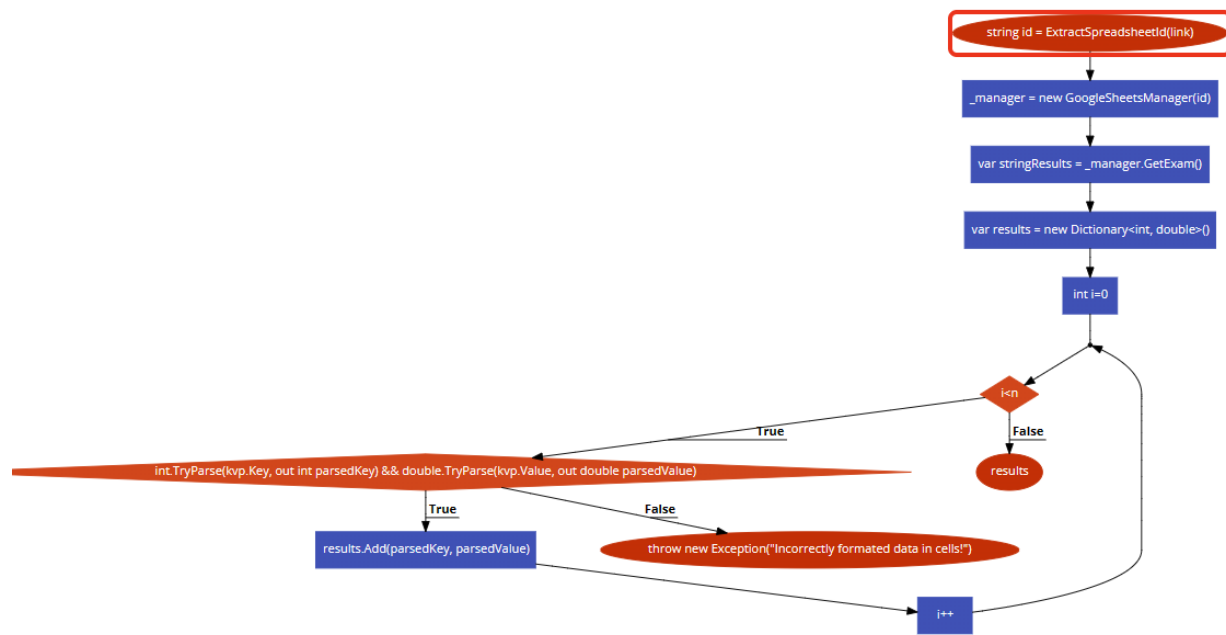 string id = ExtractSpreadsheetId(link)
_manager = new GoogleSheetsManager(id)
var stringResults = _manager.GetExam()
var results = new Dictionary<int, double>()
int i=0
i<n
True
False
int.TryParse(kvp.Key, out int parsedKey) && double.TryParse(kvp.Value, out double parsedValue)
results
True
False
results.Add(parsedKey, parsedValue)
throw new Exception("Incorrectly formated data in cells!")
i++